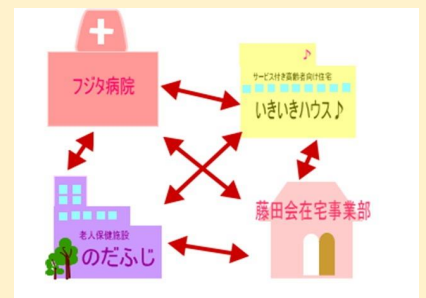 フジタ病院
サービス付き高齢者向け住宅
いきいきハウス♪
老人保健施設
のだふじ
藤田会在宅事業部